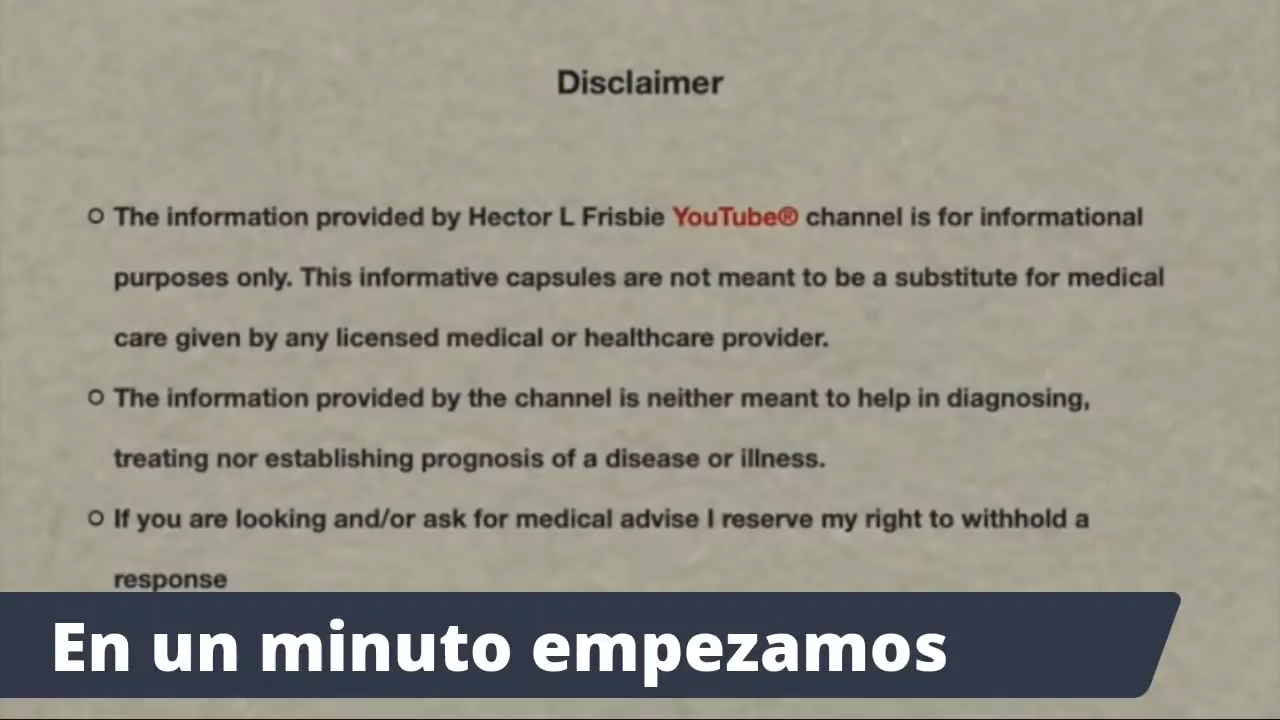 Disclaimer
The information provided by Hector L Frisbie YouTube® channel is for informational
purposes only. This informative capsules are not meant to be a substitute for medical
care given by any licensed medical or healthcare provider.
The information provided by the channel is neither meant to help in diagnosing,
treating nor establishing prognosis of a disease or illness.
If you are looking and/or ask for medical advise I reserve my right to withhold a
response
En un minuto empezamos